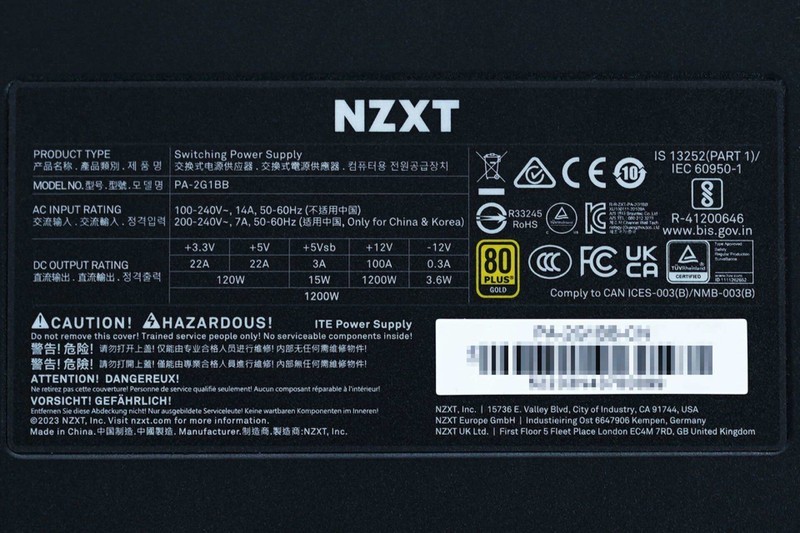 NZXT
PRODUCT TYPE
产品名称 . 產品類別 . 제 품 명
Switching Power Supply
交换式电源供应器 . 交換式電源供應器 . 컴퓨터용 전원공급장치
MODEL NO. 型号. 型號. 모 델 명
PA-2G1BB
AC INPUT RATING
交流输入 . 交流輸入 . 정격입력
100-240V~, 14A, 50-60Hz (不适用中国)
200-240V~, 7A, 50-60Hz (适用中国, Only for China & Korea)
DC OUTPUT RATING
直流输出 . 直流輸出 . 정격출력
+3.3V +5V +5Vsb +12V -12V
22A 22A 3A 100A 0.3A
120W 15W 1200W 3.6W
1200W
10
IS 13252(PART 1)/
IEC 60950-1
R33245
RoHS
R-41200646
www.bis.gov.in
80
PLUS
GOLD
CCC
FC
UK
CA
TÜVRheinland
CERTIFIED
Type Approved
Safety
Regular Production
Surveillance
Comply to CAN ICES-003(B)/NMB-003(B)
CAUTION! HAZARDOUS! ITE Power Supply
Do not remove this cover! Trained service people only! No serviceable components inside!
警告! 危险! 请勿打开上盖! 仅能由专业合格人员进行维修! 内部无任何需维修物件!
警告! 危險! 請勿打開上蓋! 僅能由專業合格人員進行維修! 內部無任何需維修物件!
ATTENTION! DANGEREUX!
Ne retirez pas cette couverture! Personne de service qualifié seulement! Aucun composant réparable à l'intérieur!
VORSICHT! GEFÄHRLICH!
Entfernen Sie diese Abdeckung nicht! Nur ausgebildete Serviceleute! Keine wartbaren Komponenten im Inneren!
©2023 NZXT, Inc. Visit nzxt.com for more information.
Made in China. 中国制造. 中國製造. Manufacturer. 制造商. 製造商:NZXT, Inc.
NZXT, Inc. | 15736 E. Valley Blvd, City of Industry, CA 91744, USA
NZXT Europe GmbH | Industiering Ost 6647906 Kempen, Germany
NZXT UK Ltd. | First Floor 5 Fleet Place London EC4M 7RD, GB United Kingdom